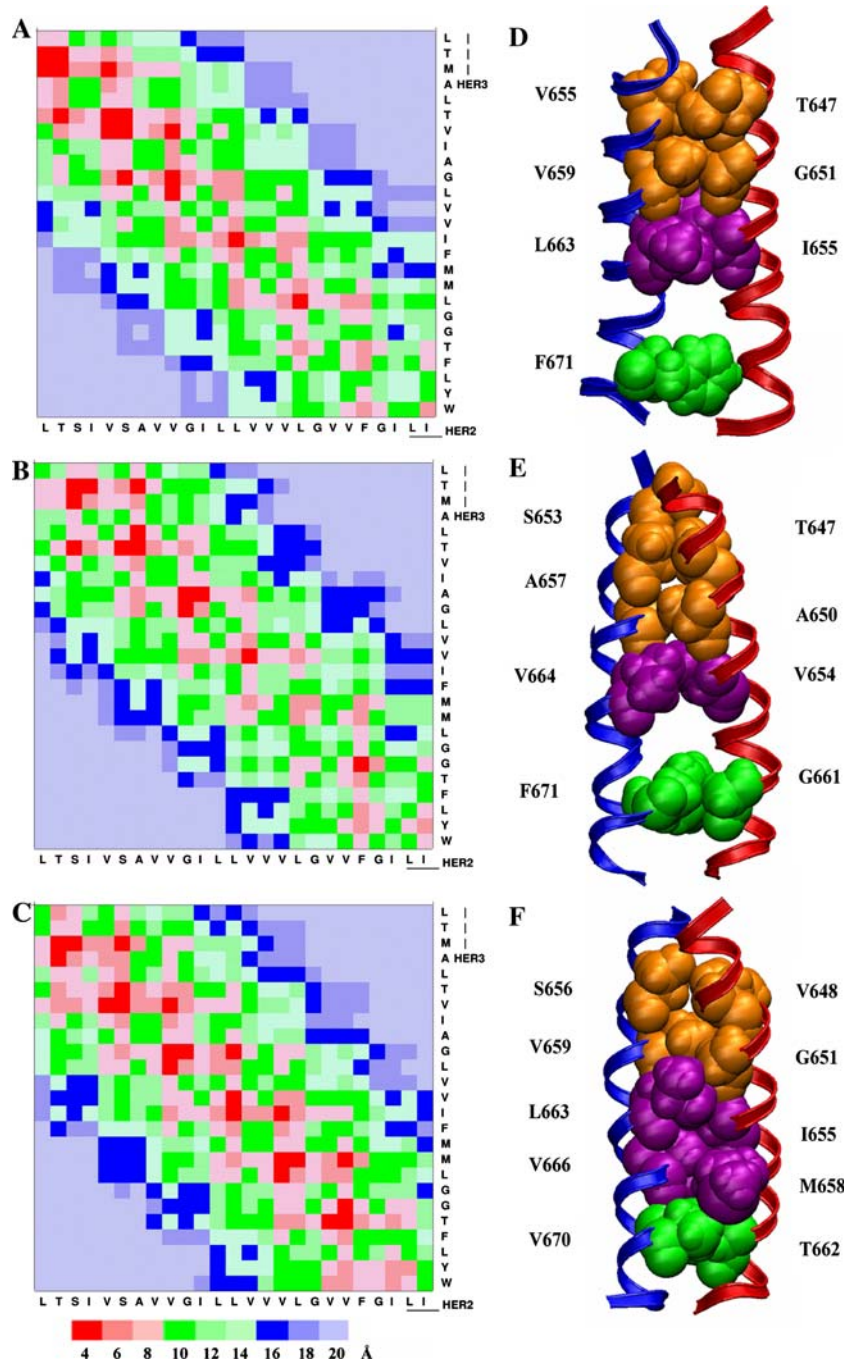 A
L |
T |
M |
A HER3
L
T
V
I
A
G
L
V
V
I
F
M
M
L
G
G
T
F
L
Y
W
L T S I V S A V V G I L L V V V L G V V F G I L I HER2
D
V655
T647
V659
G651
L663
I655
F671
B
L |
T |
M |
A HER3
L
T
V
I
A
G
L
V
V
I
F
M
M
L
G
G
T
F
L
Y
W
L T S I V S A V V G I L L V V V L G V V F G I L I HER2
E
S653
T647
A657
A650
V664
V654
F671
G661
C
L |
T |
M |
A HER3
L
T
V
I
A
G
L
V
V
I
F
M
M
L
G
G
T
F
L
Y
W
L T S I V S A V V G I L L V V V L G V V F G I L I HER2
4 6 8 10 12 14 16 18 20 Å
F
S656
V648
V659
G651
L663
I655
V666
M658
V670
T662